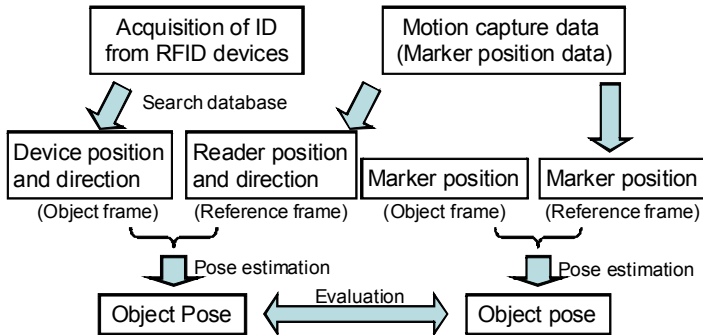 Acquisition of ID
from RFID devices
Motion capture data
(Marker position data)
Search database
Device position
and direction
Reader position
and direction
Marker position
Marker position
(Object frame)
(Reference frame)
(Object frame)
(Reference frame)
Pose estimation
Pose estimation
Object Pose
Evaluation
Object pose